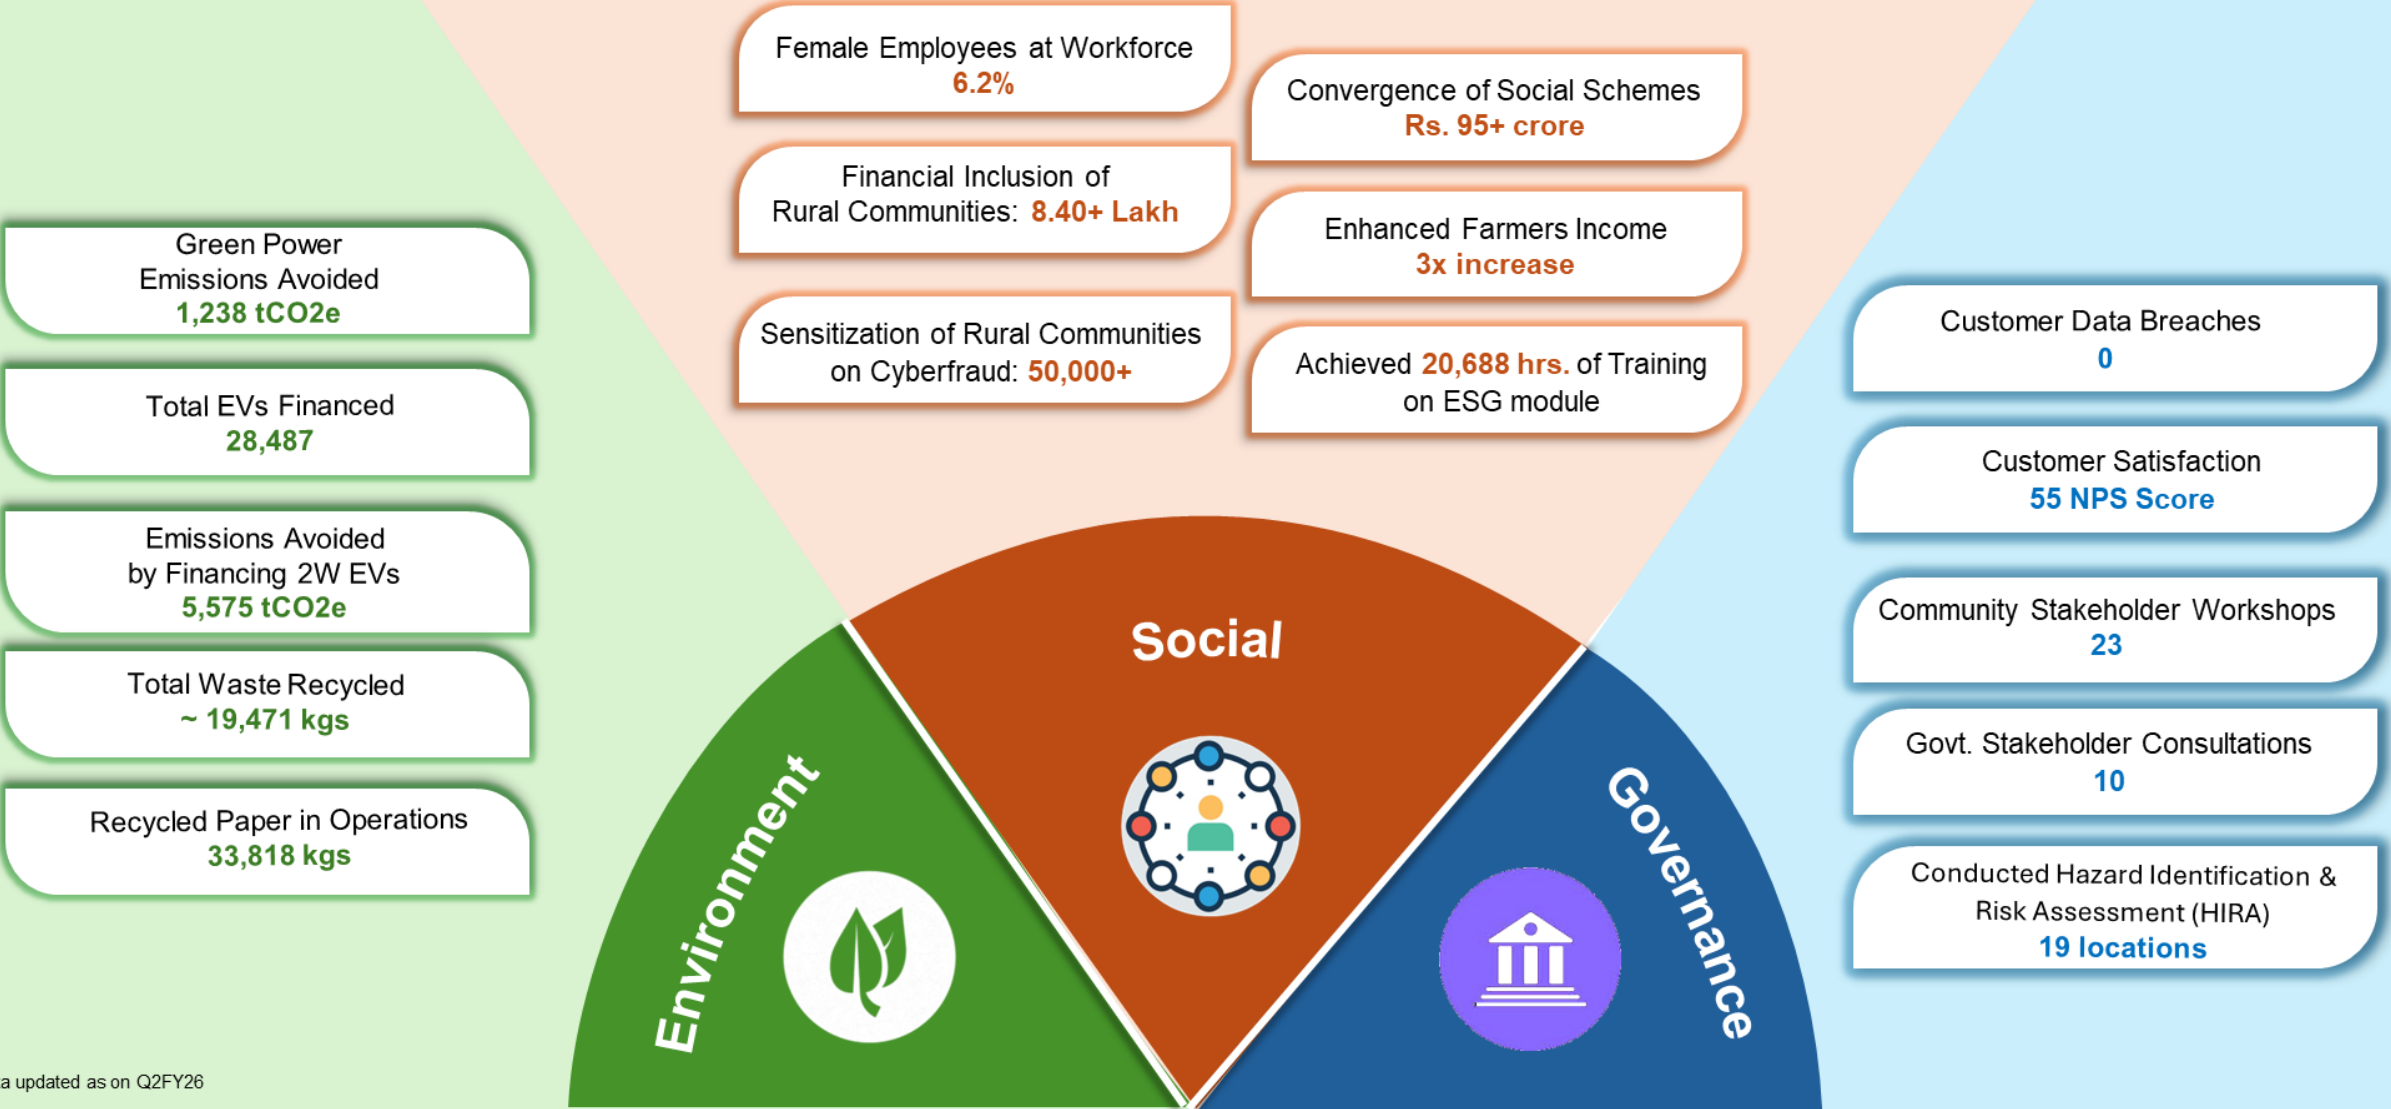 Green Power
Emissions Avoided
1,238 tCO2e
Total EVs Financed
28,487
Emissions Avoided
by Financing 2W EVs
5,575 tCO2e
Total Waste Recycled
~ 19,471 kgs
Recycled Paper in Operations
33,818 kgs
Female Employees at Workforce
6.2%
Financial Inclusion of
Rural Communities: 8.40+ Lakh
Sensitization of Rural Communities
on Cyberfraud: 50,000+
Convergence of Social Schemes
Rs. 95+ crore
Enhanced Farmers Income
3x increase
Achieved 20,688 hrs. of Training
on ESG module
Customer Data Breaches
0
Customer Satisfaction
55 NPS Score
Community Stakeholder Workshops
23
Govt. Stakeholder Consultations
10
Conducted Hazard Identification &
Risk Assessment (HIRA)
19 locations
Environment
Social
Governance
updated as on Q2FY26